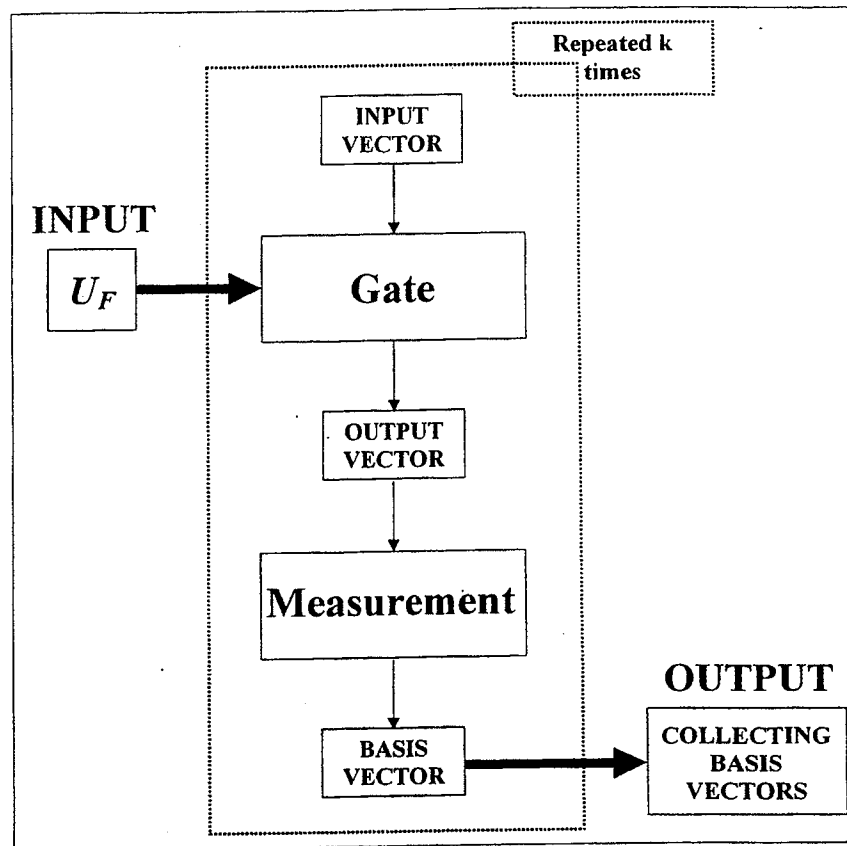 Repeated k
times
INPUT
VECTOR
INPUT
U_F
Gate
OUTPUT
VECTOR
Measurement
OUTPUT
BASIS
VECTOR
COLLECTING
BASIS
VECTORS